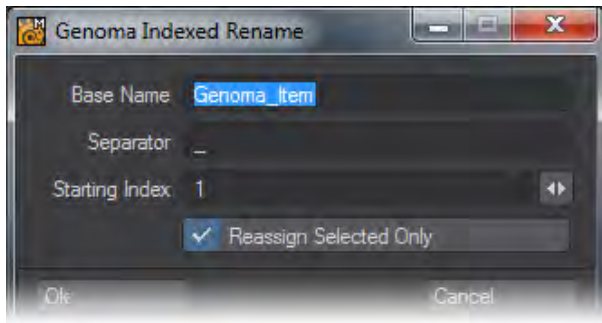 Genoma Indexed Rename
Base Name Genoma_Item
Separator _
Starting Index 1
Reassign Selected Only
Ok Cancel